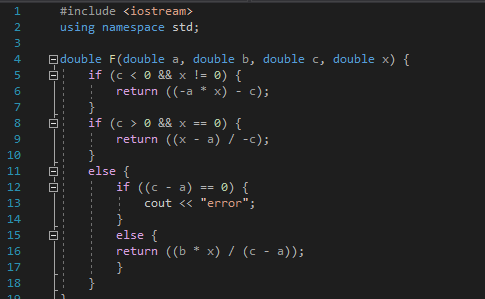 1 #include <iostream>
2 using namespace std;
3
4 double F(double a, double b, double c, double x) {
5 if (c < 0 && x != 0) {
6 return ((-a * x) - c);
7 }
8 if (c > 0 && x == 0) {
9 return ((x - a) / -c);
10 }
11 else {
12 if ((c - a) == 0) {
13 cout << "error";
14 }
15 else {
16 return ((b * x) / (c - a));
17 }
18 }
19 }